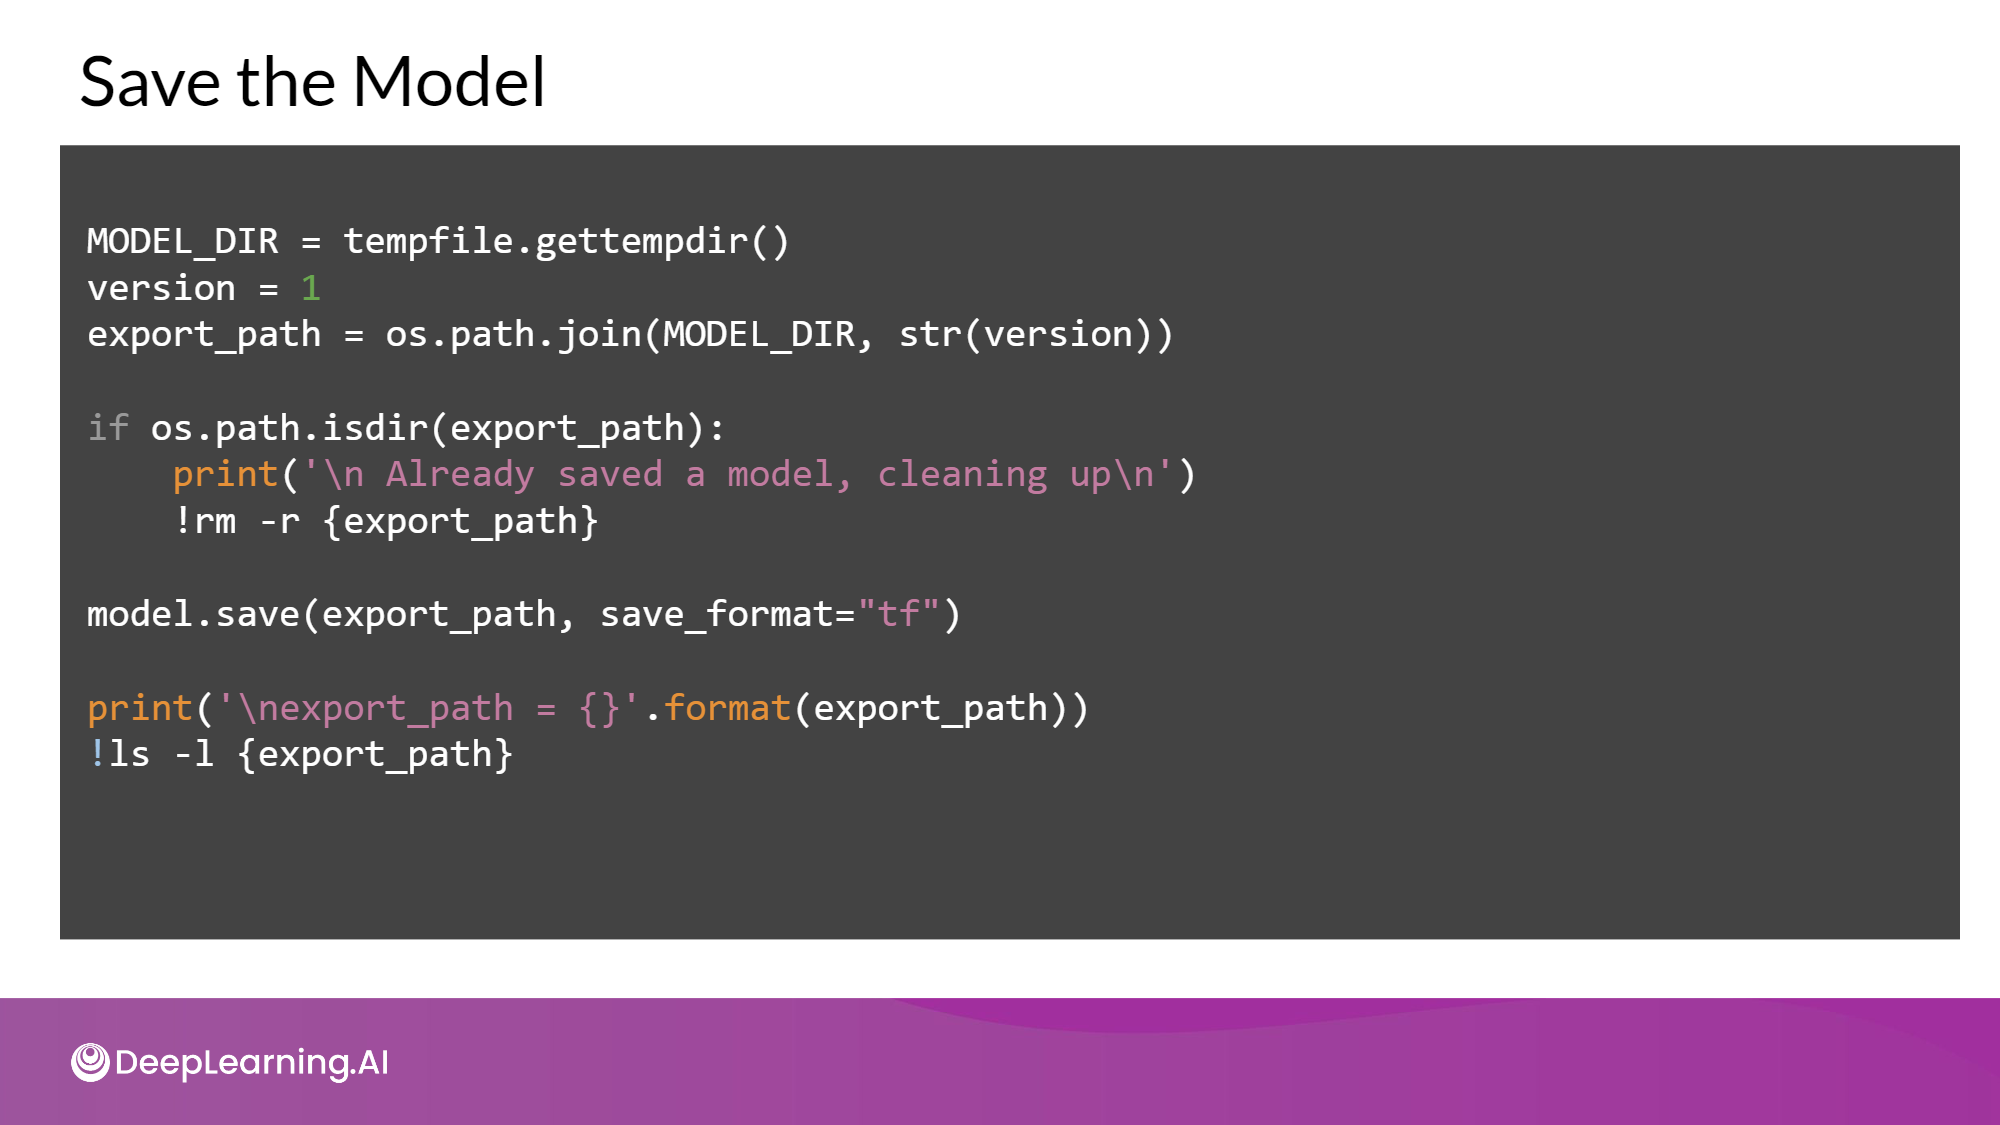 Save the Model
MODEL_DIR = tempfile.gettempdir()
version = 1
export_path = os.path.join(MODEL_DIR, str(version))
if os.path.isdir(export_path):
    print('\n Already saved a model, cleaning up\n')
    !rm -r {export_path}
model.save(export_path, save_format="tf")
print('\nexport_path = {}'.format(export_path))
!ls -l {export_path}
DeepLearning.AI